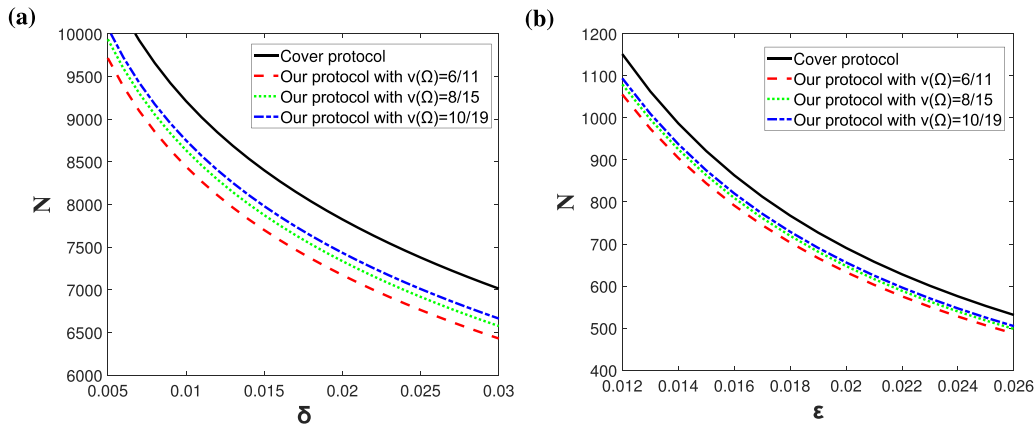 (a)
10000
9500
9000
8500
8000
7500
7000
6500
6000
N
0.005
0.01
0.015
0.02
0.025
0.03
δ
Cover protocol
Our protocol with v(Ω)=6/11
Our protocol with v(Ω)=8/15
Our protocol with v(Ω)=10/19
(b)
1200
1100
1000
900
800
700
600
500
400
N
0.012
0.014
0.016
0.018
0.02
0.022
0.024
0.026
ε
Cover protocol
Our protocol with v(Ω)=6/11
Our protocol with v(Ω)=8/15
Our protocol with v(Ω)=10/19